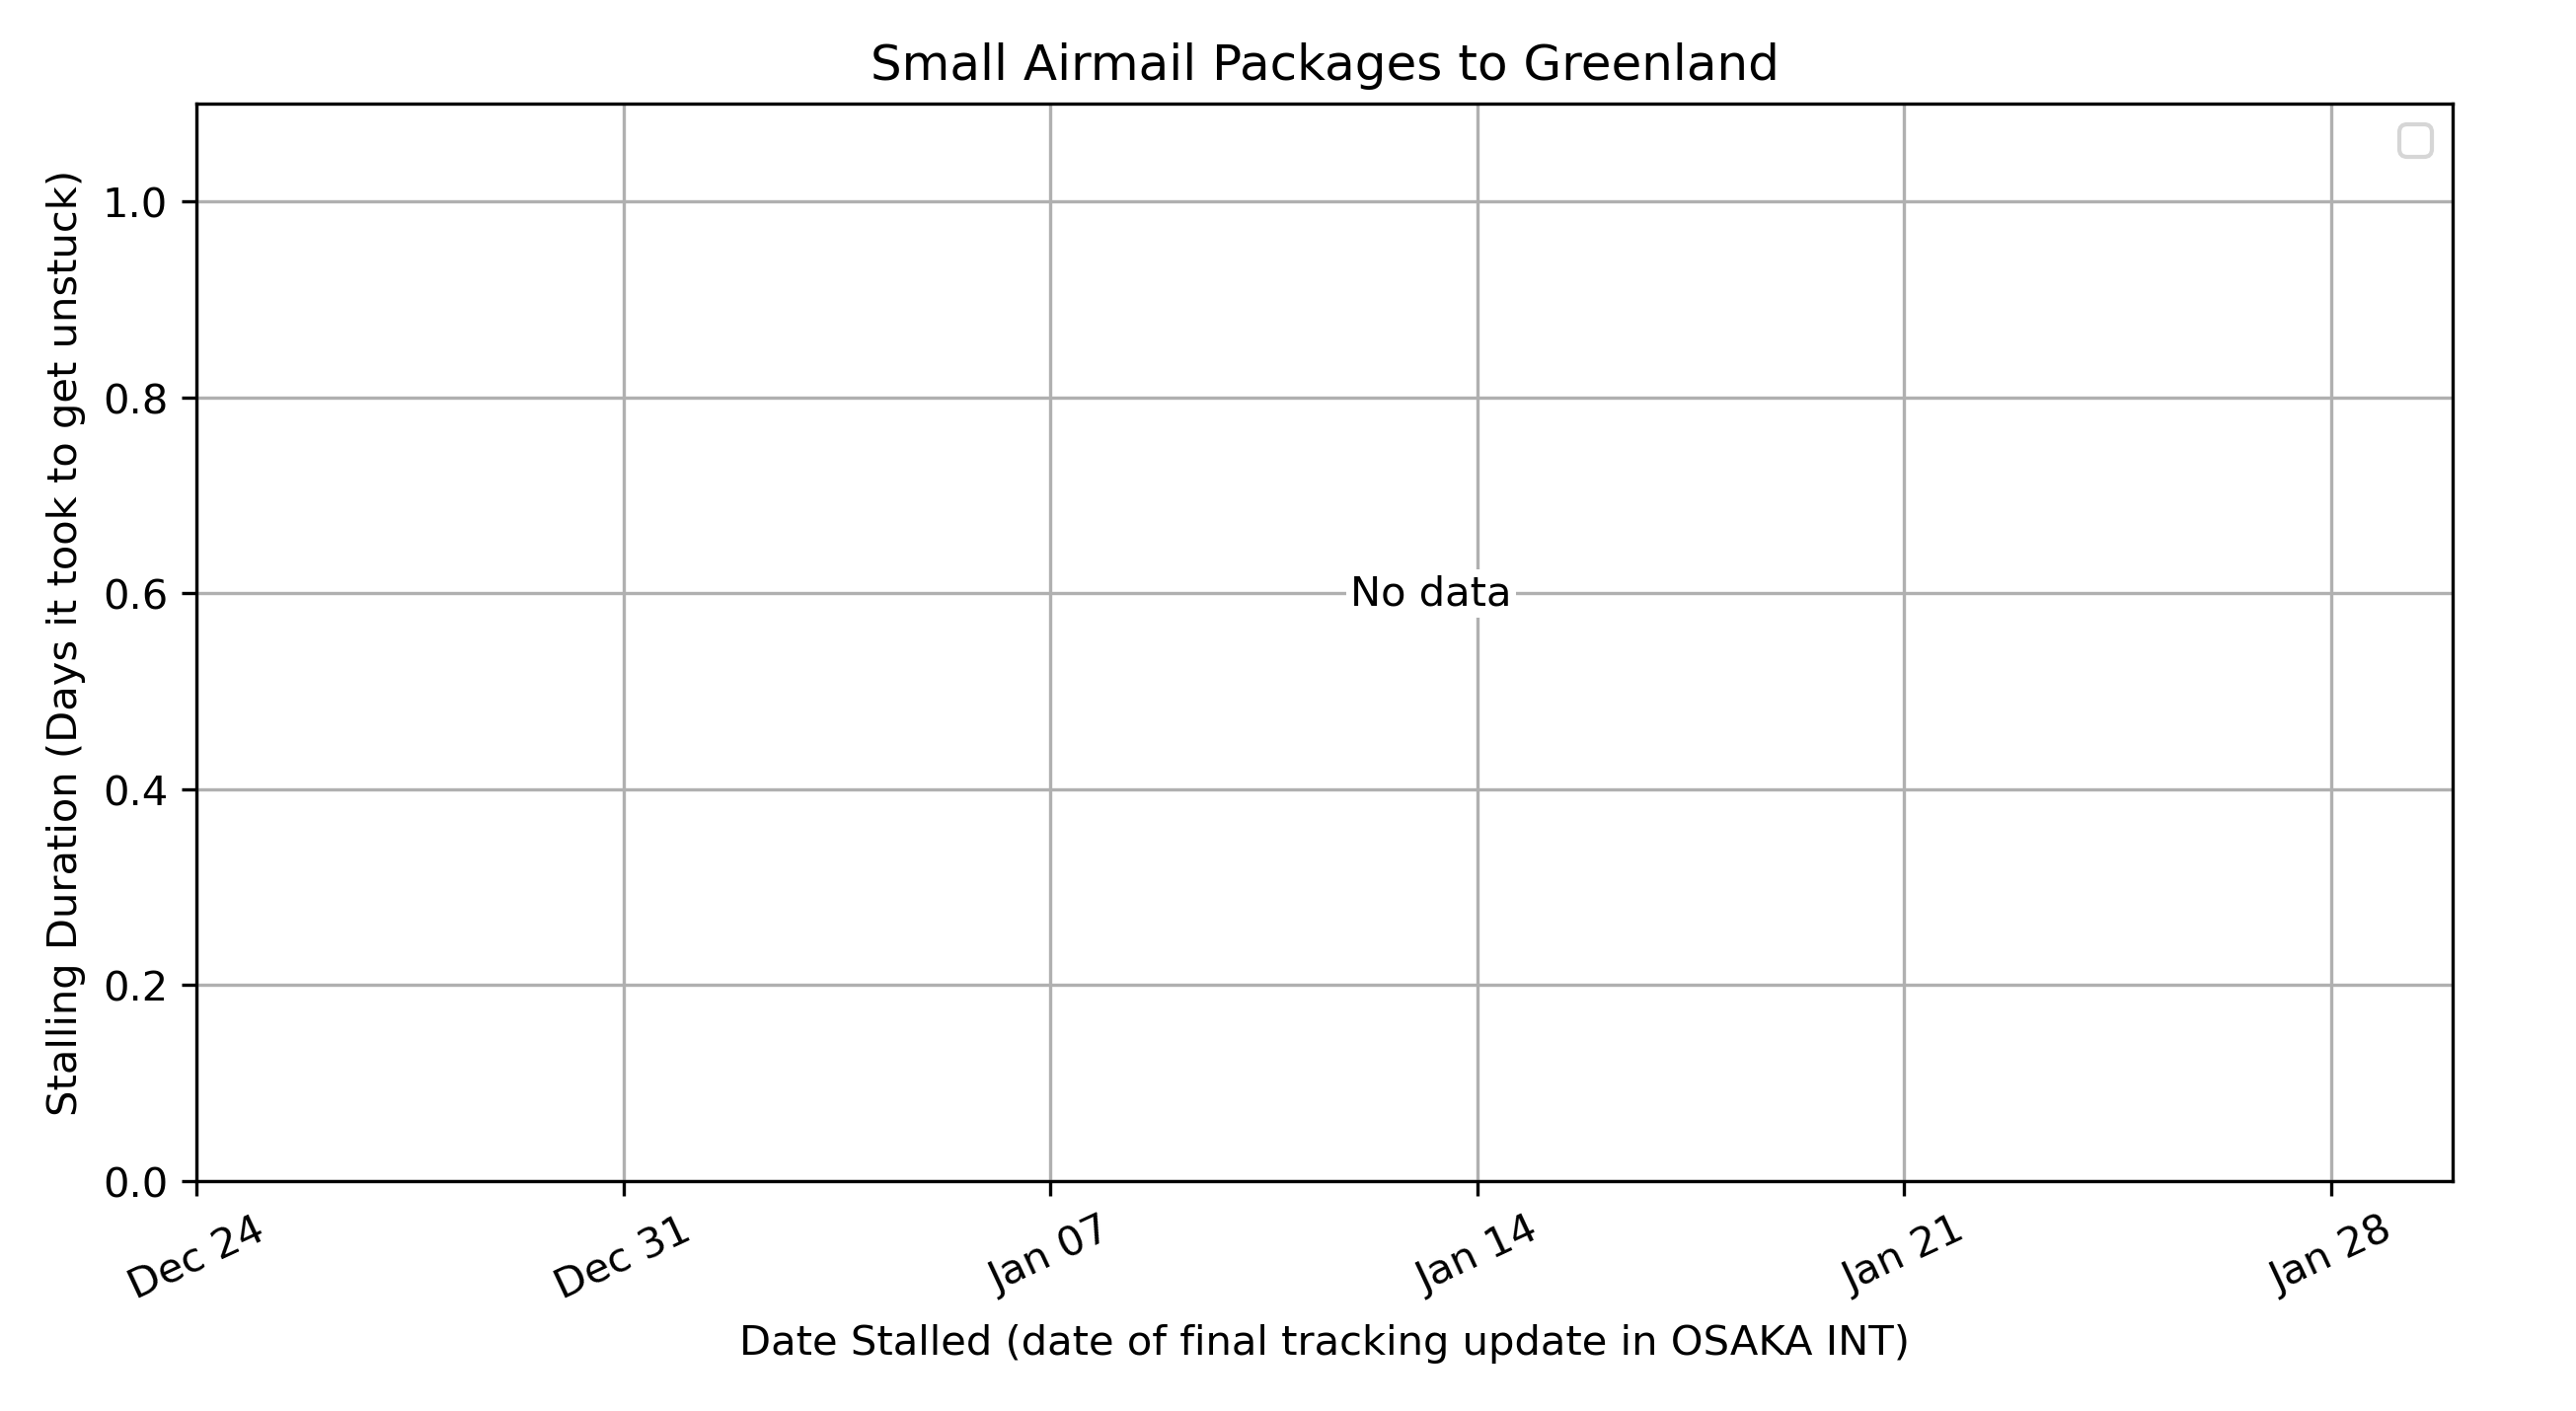 Small Airmail Packages to Greenland
Stalling Duration (Days it took to get unstuck)
1.0
0.8
0.6
0.4
0.2
0.0
No data
Dec 24
Dec 31
Jan 07
Jan 14
Jan 21
Jan 28
Date Stalled (date of final tracking update in OSAKA INT)